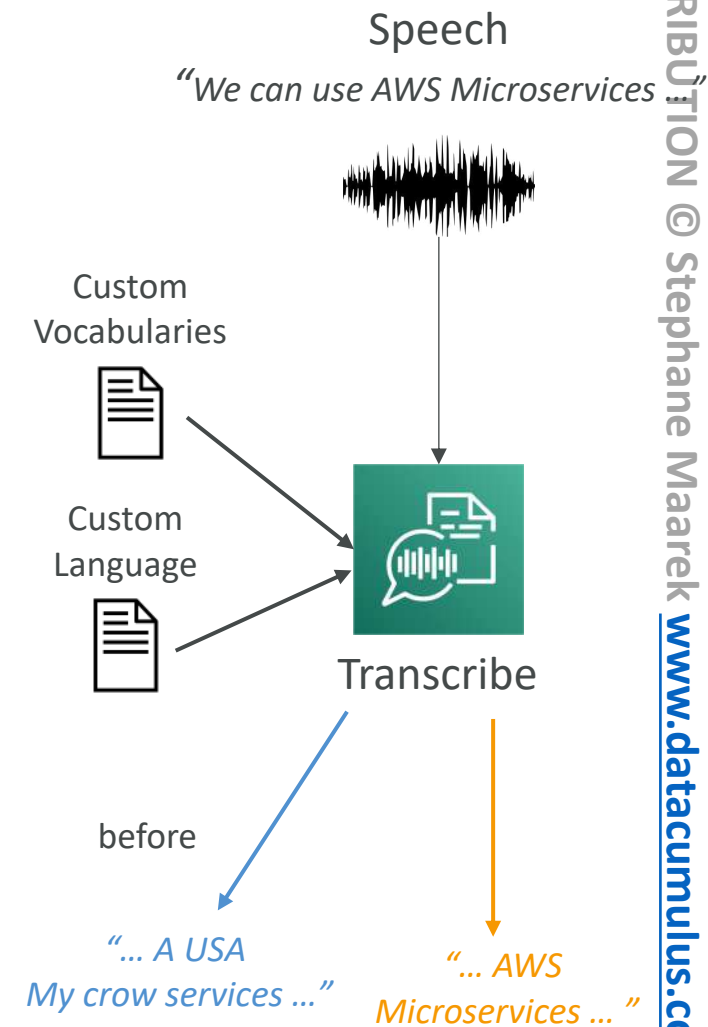 Speech
“We can use AWS Microservices …”
Custom
Vocabularies
Custom
Language
Transcribe
before
“… A USA
My crow services …”
“… AWS
Microservices … ”
RIBUTION © Stephane Maarek www.datacumulus.co